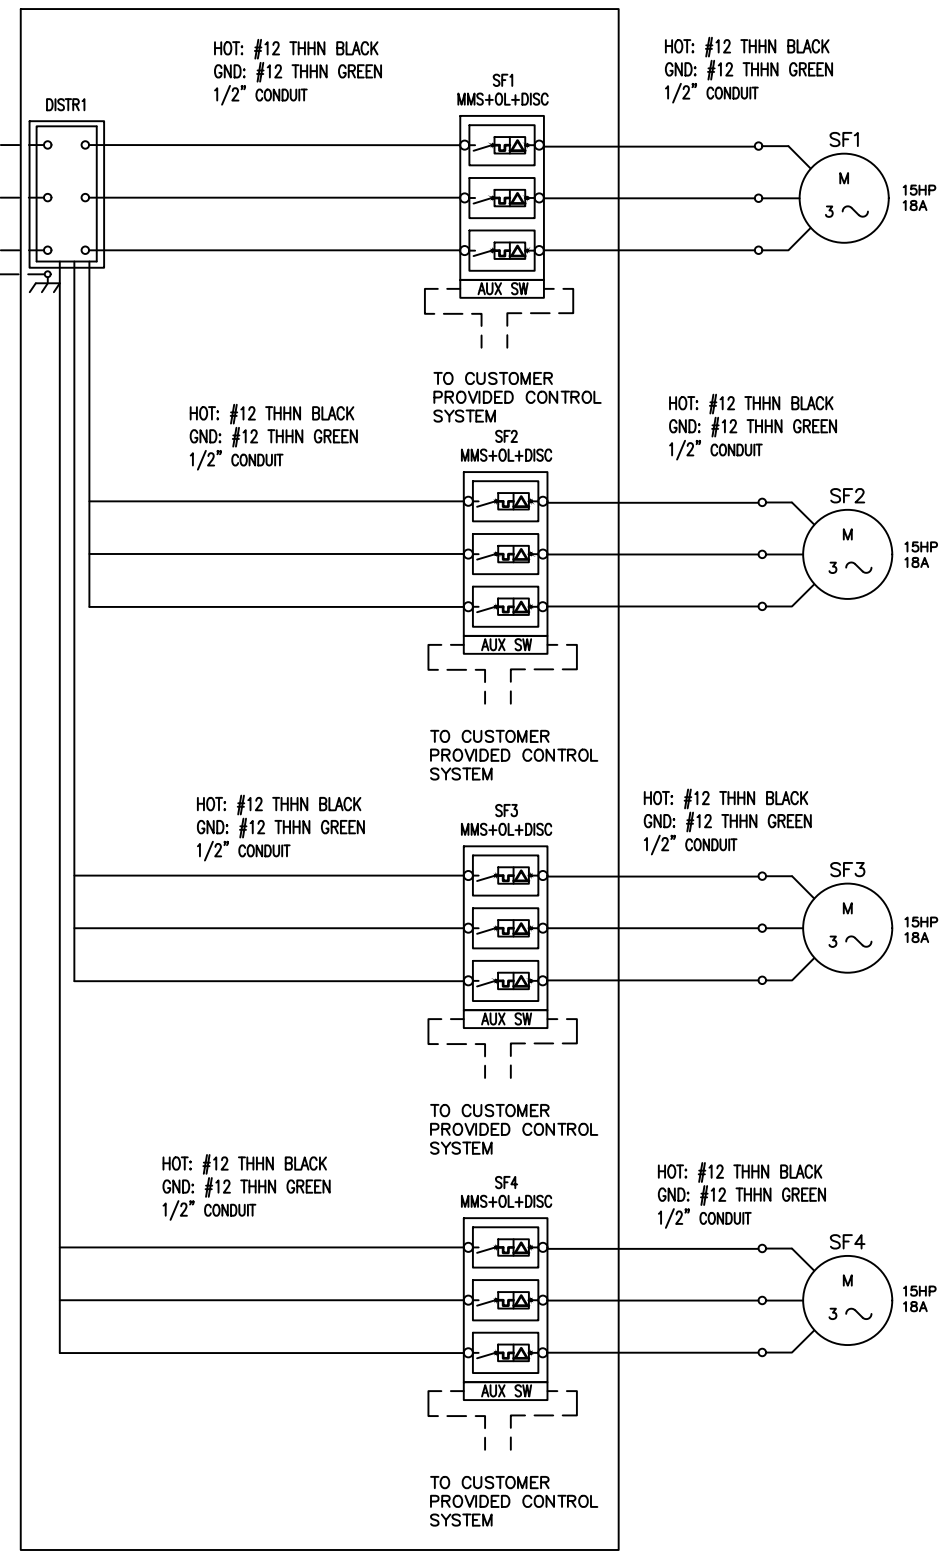 HOT: #12 THHN BLACK
GND: #12 THHN GREEN
1/2" CONDUIT
HOT: #12 THHN BLACK
GND: #12 THHN GREEN
1/2" CONDUIT
DISTR1
SF1
MMS+OL+DISC
SF1
M
3
15HP
18A
AUX SW
TO CUSTOMER
PROVIDED CONTROL
SYSTEM
HOT: #12 THHN BLACK
GND: #12 THHN GREEN
1/2" CONDUIT
HOT: #12 THHN BLACK
GND: #12 THHN GREEN
1/2" CONDUIT
SF2
MMS+OL+DISC
SF2
M
3
15HP
18A
AUX SW
TO CUSTOMER
PROVIDED CONTROL
SYSTEM
HOT: #12 THHN BLACK
GND: #12 THHN GREEN
1/2" CONDUIT
HOT: #12 THHN BLACK
GND: #12 THHN GREEN
1/2" CONDUIT
SF3
MMS+OL+DISC
SF3
M
3
15HP
18A
AUX SW
TO CUSTOMER
PROVIDED CONTROL
SYSTEM
HOT: #12 THHN BLACK
GND: #12 THHN GREEN
1/2" CONDUIT
HOT: #12 THHN BLACK
GND: #12 THHN GREEN
1/2" CONDUIT
SF4
MMS+OL+DISC
SF4
M
3
15HP
18A
AUX SW
TO CUSTOMER
PROVIDED CONTROL
SYSTEM